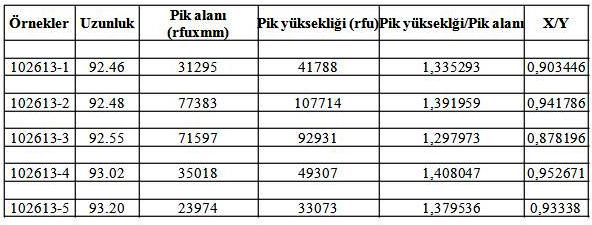 Örnekler Uzunluk Pik alanı (rfuxmm) Pik yüksekliği (rfu) Pik yükseklği/Pik alanı X/Y
102613-1 92.46 31295 41788 1,335293 0,903446
102613-2 92.48 77383 107714 1,391959 0,941786
102613-3 92.55 71597 92931 1,297973 0,878196
102613-4 93.02 35018 49307 1,408047 0,952671
102613-5 93.20 23974 33073 1,379536 0,93338